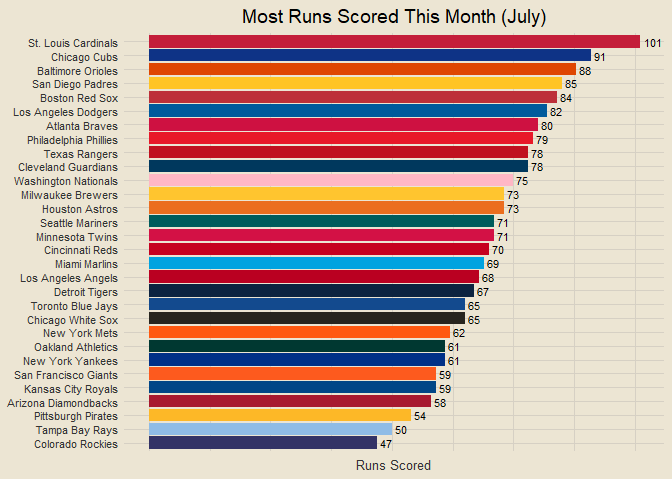 Most Runs Scored This Month (July)
St. Louis Cardinals 101
Chicago Cubs 91
Baltimore Orioles 88
San Diego Padres 85
Boston Red Sox 84
Los Angeles Dodgers 82
Atlanta Braves 80
Philadelphia Phillies 79
Texas Rangers 78
Cleveland Guardians 78
Washington Nationals 75
Milwaukee Brewers 73
Houston Astros 73
Seattle Mariners 71
Minnesota Twins 71
Cincinnati Reds 70
Miami Marlins 69
Los Angeles Angels 68
Detroit Tigers 67
Toronto Blue Jays 65
Chicago White Sox 65
New York Mets 62
Oakland Athletics 61
New York Yankees 61
San Francisco Giants 59
Kansas City Royals 59
Arizona Diamondbacks 58
Pittsburgh Pirates 54
Tampa Bay Rays 50
Colorado Rockies 47
Runs Scored